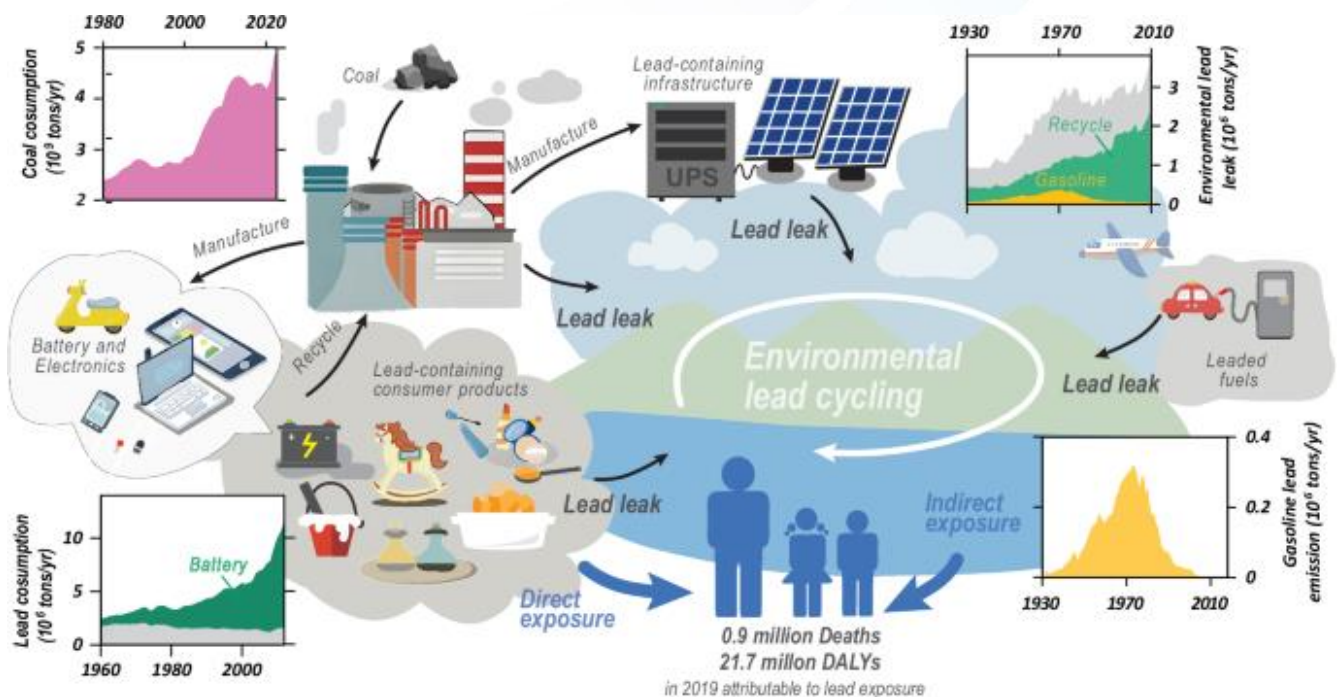 1980 2000 2020
Coal cosumption
(10⁹ tons/yr)
5
4
3
2
Coal
Manufacture
Lead-containing
infrastructure
UPS
Lead leak
1930 1970 2010
Environmental lead
leak (10⁶ tons/yr)
3
2
1
0
Recycle
Gasoline
Manufacture
Battery and
Electronics
Recycle
Lead leak
Lead-containing
consumer products
Environmental
lead cycling
Lead leak
Leaded
fuels
Lead leak
Direct
exposure
Indirect
exposure
Lead cosumption
(10⁶ tons/yr)
10
5
0
Battery
1960 1980 2000
0.4
0.2
0
Gasoline lead
emission (10⁶ tons/yr)
1930 1970 2010
0.9 million Deaths
21.7 millon DALYs
in 2019 attributable to lead exposure